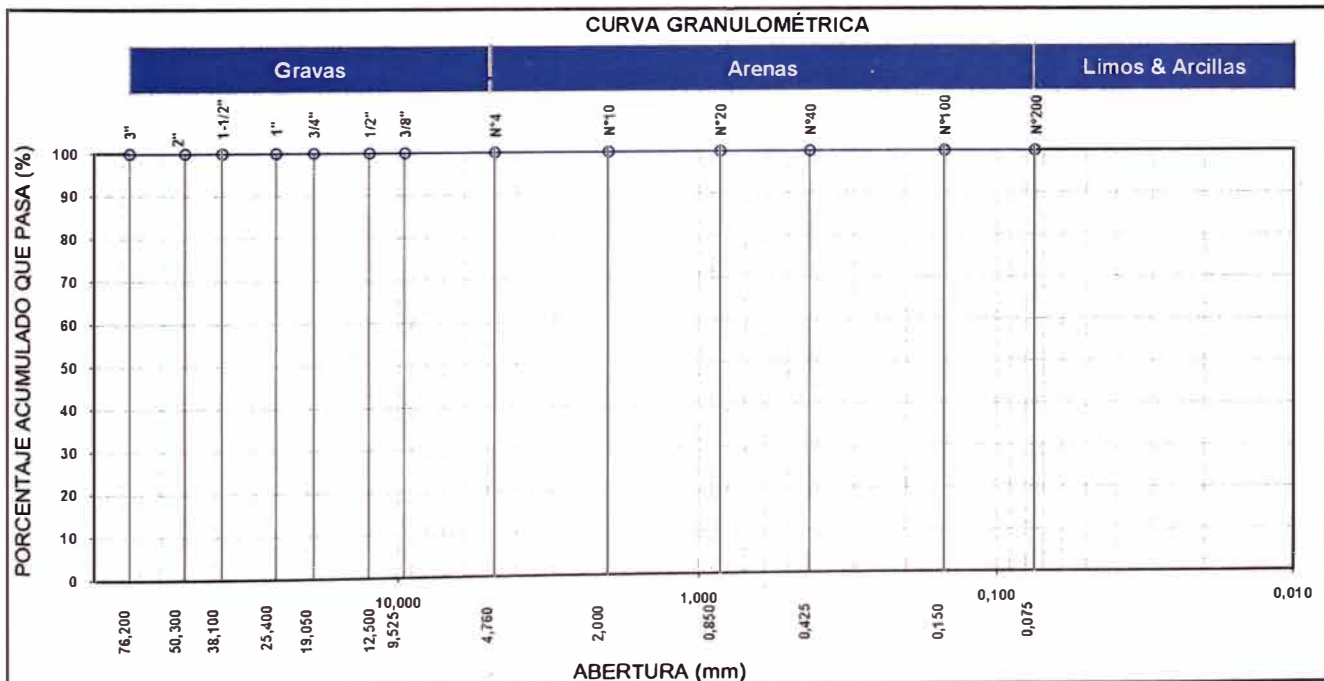 CURVA GRANULOMÉTRICA
Gravas Arenas Limos & Arcillas
3" 2" 1-1/2" 1" 3/4" 1/2" 3/8" N°4 N°10 N°20 N°40 N°100 N°200
PORCENTAJE ACUMULADO QUE PASA (%)
100
90
80
70
60
50
40
30
20
10
0
10,000 1,000 0,100 0,010
76,200 50,300 38,100 25,400 19,050 12,500 9,525 4,760 2,000 0,850 0,425 0,150 0,075
ABERTURA (mm)